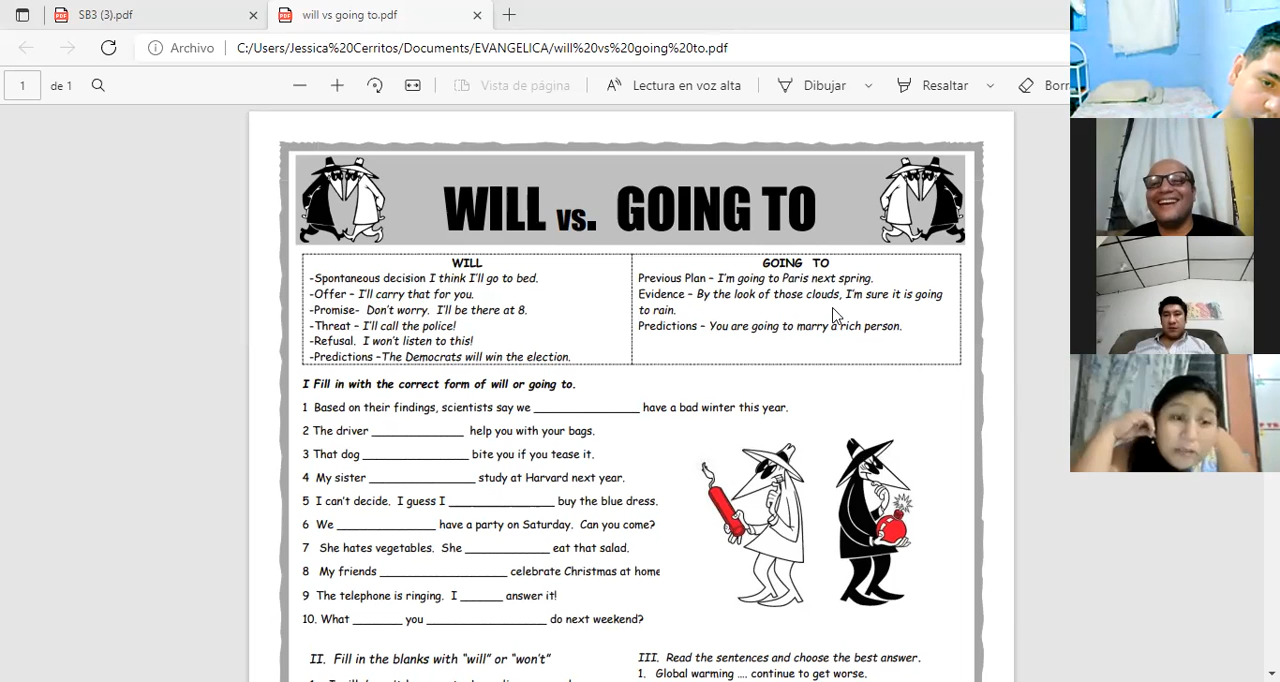 SB3 (3).pdf
will vs going to.pdf
Archivo
C:/Users/Jessica%20Cerritos/Documents/EVANGELICA/will%20vs%20going%20to.pdf
1 de 1
Vista de página
Lectura en voz alta
Dibujar
Resaltar
Borr
WILL vs. GOING TO
WILL
-Spontaneous decision I think I'll go to bed.
-Offer – I'll carry that for you.
-Promise- Don't worry. I'll be there at 8.
-Threat – I'll call the police!
-Refusal. I won't listen to this!
-Predictions –The Democrats will win the election.
GOING TO
Previous Plan – I'm going to Paris next spring.
Evidence – By the look of those clouds, I'm sure it is going
to rain.
Predictions – You are going to marry a rich person.
I Fill in with the correct form of will or going to.
1 Based on their findings, scientists say we ________________ have a bad winter this year.
2 The driver ______________ help you with your bags.
3 That dog ________________ bite you if you tease it.
4 My sister ________________ study at Harvard next year.
5 I can't decide. I guess I ________________ buy the blue dress.
6 We _______________ have a party on Saturday. Can you come?
7 She hates vegetables. She _____________ eat that salad.
8 My friends ___________________ celebrate Christmas at home
9 The telephone is ringing. I ______ answer it!
10. What _______ you __________________ do next weekend?
II. Fill in the blanks with "will" or "won't"
III. Read the sentences and choose the best answer.
1. Global warming .... continue to get worse.